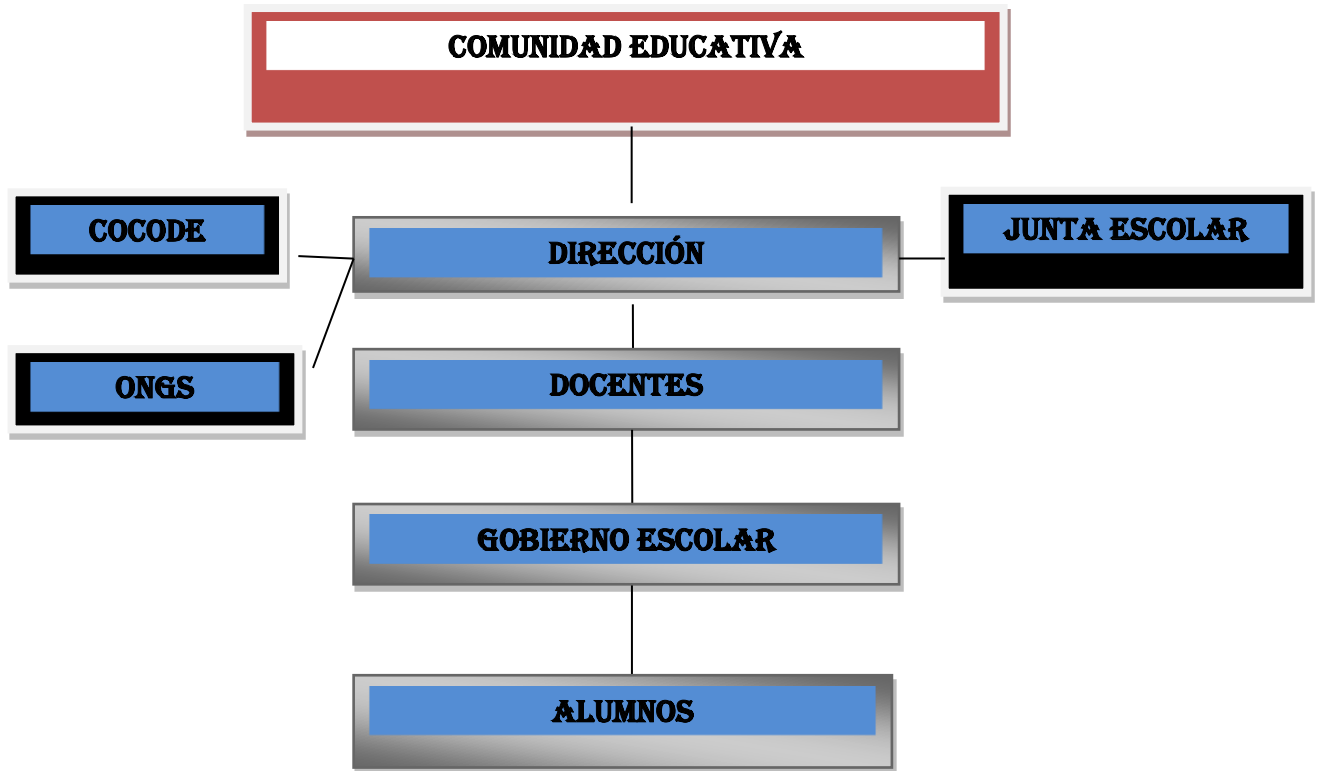 COMUNIDAD EDUCATIVA
COCODE
DIRECCIÓN
JUNTA ESCOLAR
ONGS
DOCENTES
GOBIERNO ESCOLAR
ALUMNOS